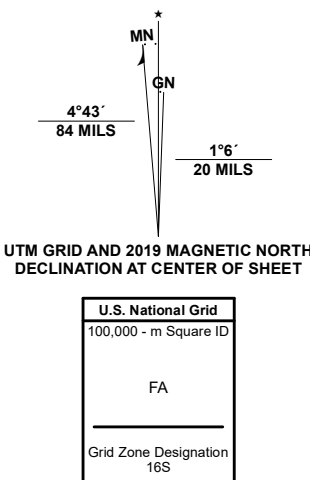 MN
GN
4°43´
84 MILS
1°6´
20 MILS
UTM GRID AND 2019 MAGNETIC NORTH
DECLINATION AT CENTER OF SHEET
U.S. National Grid
100,000 - m Square ID
FA
Grid Zone Designation
16S